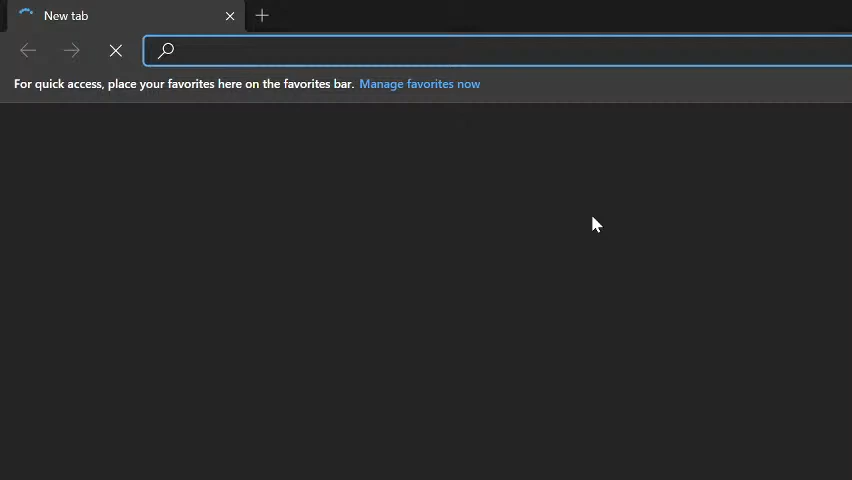 New tab
For quick access, place your favorites here on the favorites bar. Manage favorites now